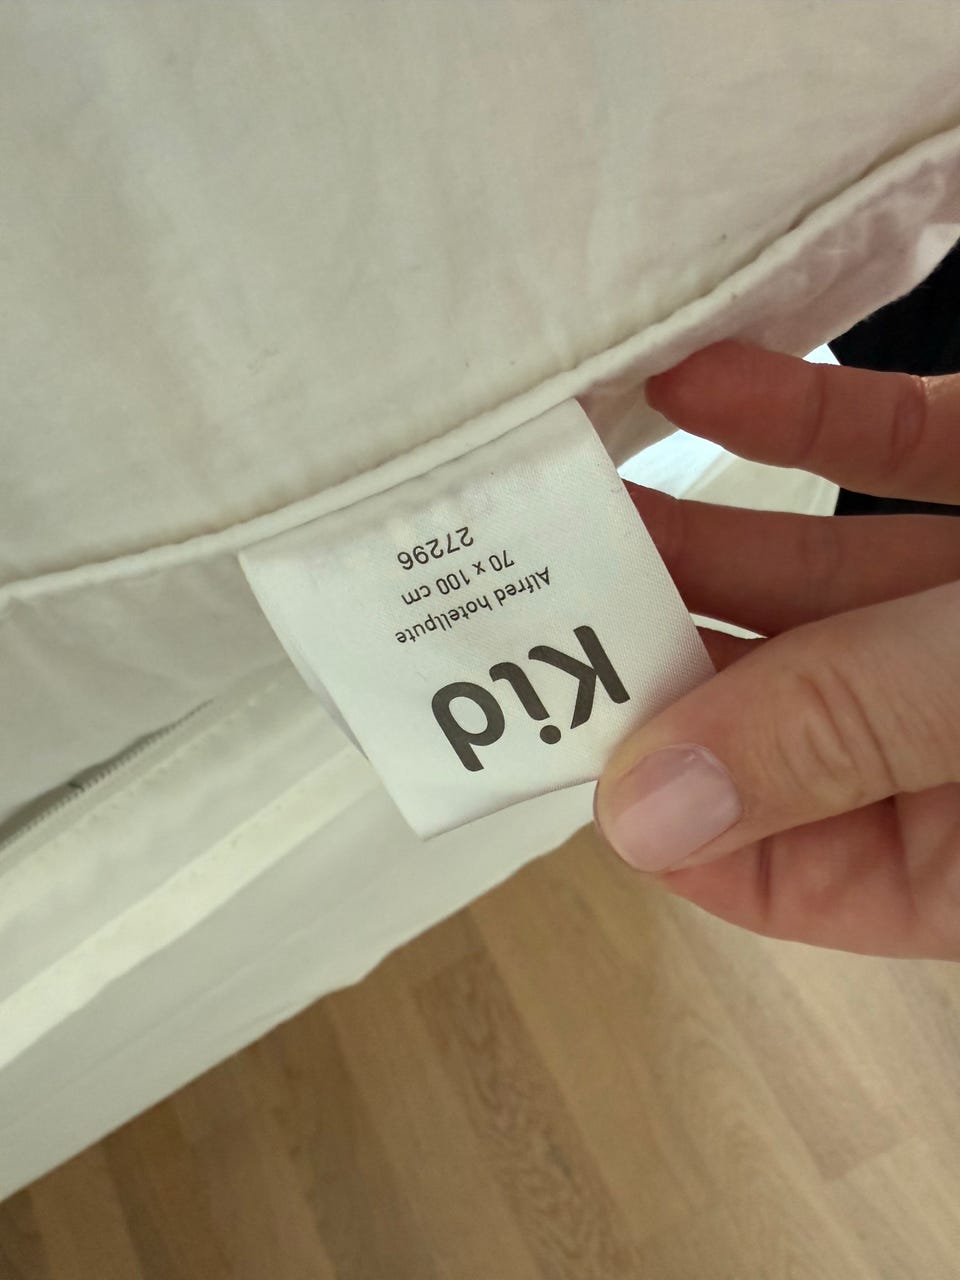 Kid
Alfred hotellpute
70 x 100 cm
27296